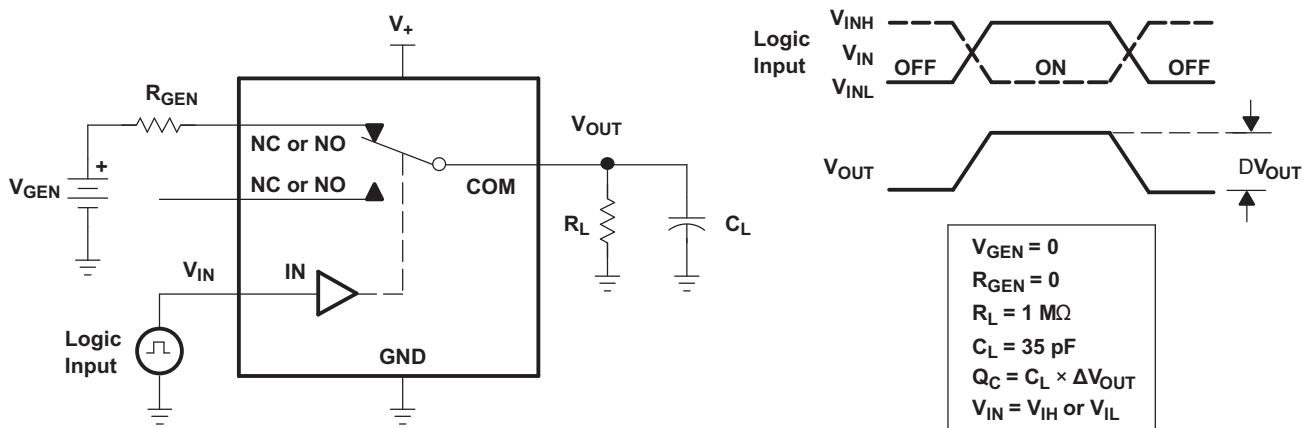 V+
RGEN
NC or NO
VOUT
VGEN
+
NC or NO
COM
RL
CL
VIN
IN
Logic
Input
GND
Logic
Input
VINH
VIN
VINL
OFF
ON
OFF
VOUT
DVOUT
VGEN = 0
RGEN = 0
RL = 1 MΩ
CL = 35 pF
QC = CL × ΔVOUT
VIN = VIH or VIL